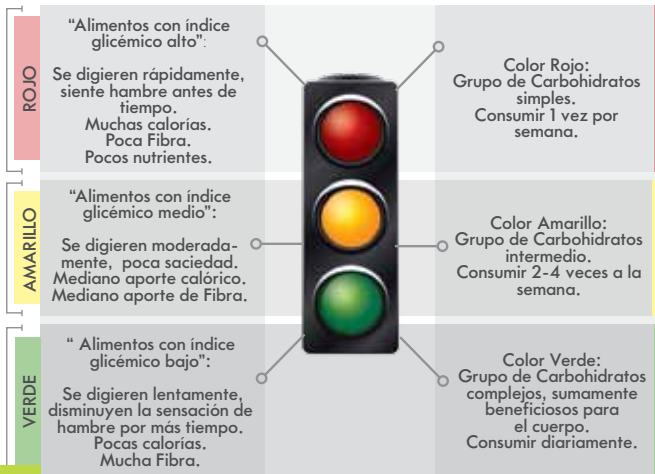 ROJO
“Alimentos con índice
glicémico alto”:
Se digieren rápidamente,
siente hambre antes de
tiempo.
Muchas calorías.
Poca Fibra.
Pocos nutrientes.
Color Rojo:
Grupo de Carbohidratos
simples.
Consumir 1 vez por
semana.
AMARILLO
“Alimentos con índice
glicémico medio”:
Se digieren moderada-
mente, poca saciedad.
Mediano aporte calórico.
Mediano aporte de Fibra.
Color Amarillo:
Grupo de Carbohidratos
intermedio.
Consumir 2-4 veces a la
semana.
VERDE
“ Alimentos con índice
glicémico bajo”:
Se digieren lentamente,
disminuyen la sensación de
hambre por más tiempo.
Pocas calorías.
Mucha Fibra.
Color Verde:
Grupo de Carbohidratos
complejos, sumamente
beneficiosos para
el cuerpo.
Consumir diariamente.